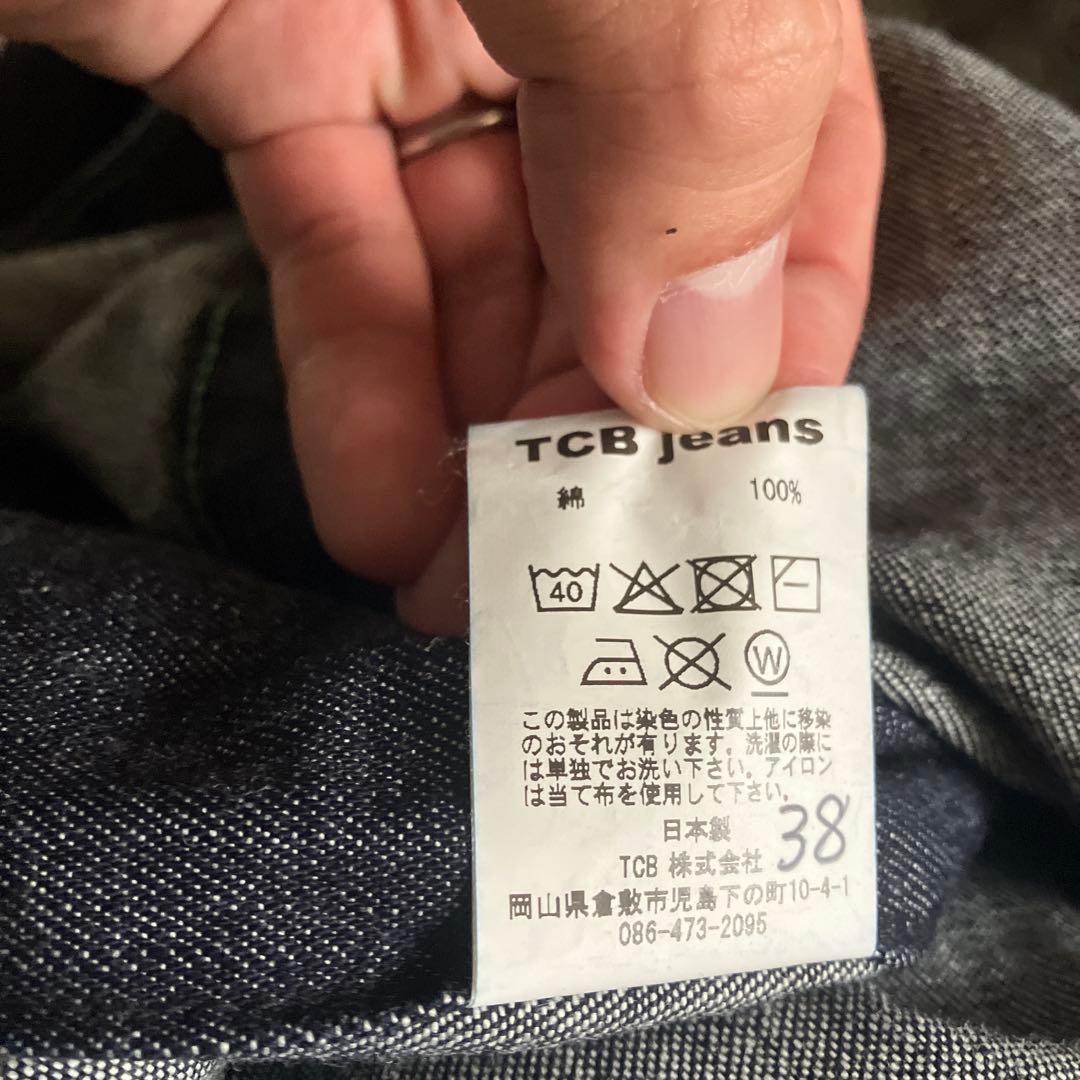 TCB jeans
綿 100%
40
W
この製品は染色の性質上他に移染
のおそれが有ります。洗濯の際に
は単独でお洗い下さい。アイロン
は当て布を使用して下さい。
日本製
38
TCB 株式会社
岡山県倉敷市児島下の町10-4-1
086-473-2095